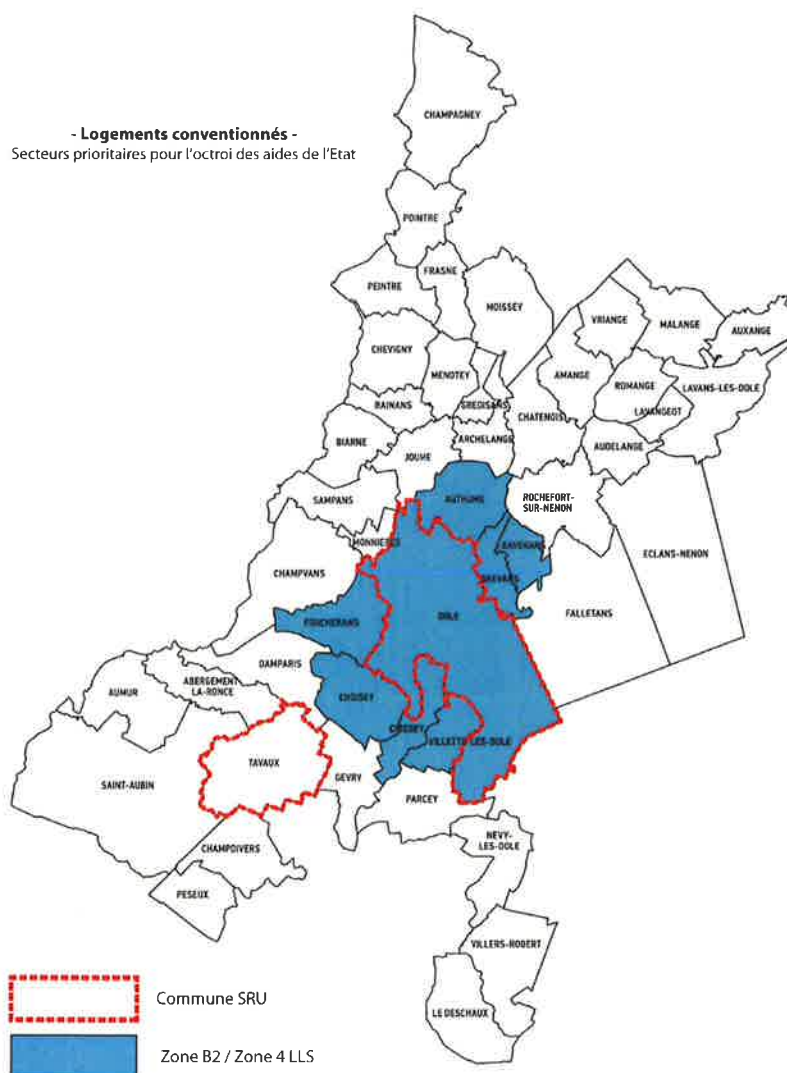 - Logements conventionnés -
Secteurs prioritaires pour l'octroi des aides de l'Etat
CHAMPAGNEY
POINTRE
FRASNE
PEINTRE
MOISSEY
VRIANGE
MALANGE
AUXANGE
CHEVIGNY
MENOTEY
AMANGE
ROMANGE
LAVANS-LES-DOLE
RAINANS
GREDISANS
CHATENOIS
LAVANGEOT
BIARNE
JOUHE
ARCHELANGE
AUDELANGE
SAMPANS
AUTHUME
ROCHEFORT-
SUR-NENON
MONNIERES
BAVERANS
ECLANS-NENON
CHAMPVANS
BREVANS
FOUCHERANS
DOLE
FALLETANS
DAMPARIS
ABERGEMENT
LA-RONCE
AUMUR
CHOISEY
CRISSEY
VILLETTE-LES-DOLE
TAVAUX
GEVRY
SAINT-AUBIN
PARCEY
CHAMPDIVERS
NEVY-
LES-DOLE
PESEUX
VILLERS-ROBERT
LE DESCHAUX
Commune SRU
Zone B2 / Zone 4 LLS